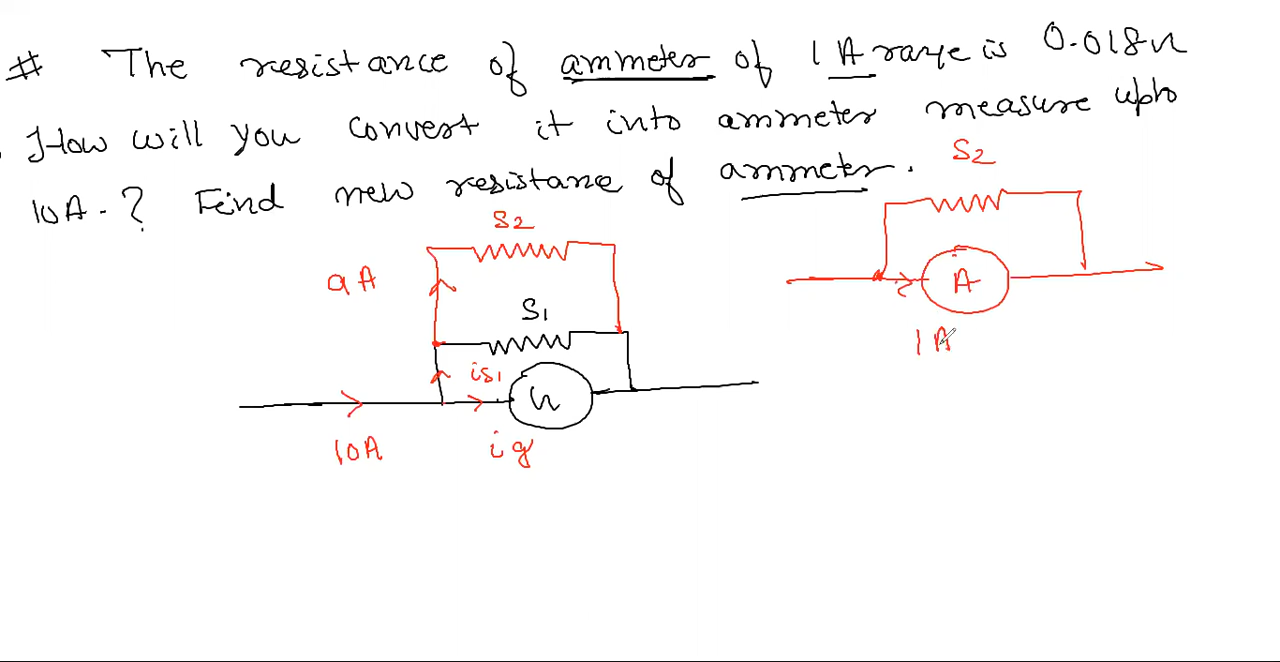 # The resistance of ammeter of 1 A range is 0.018Ω
How will you convert it into ammeter measure upto
10A - ? Find new resistance of ammeter.
S2
S2
9A
S1
A
is1
1A
G
10A
ig